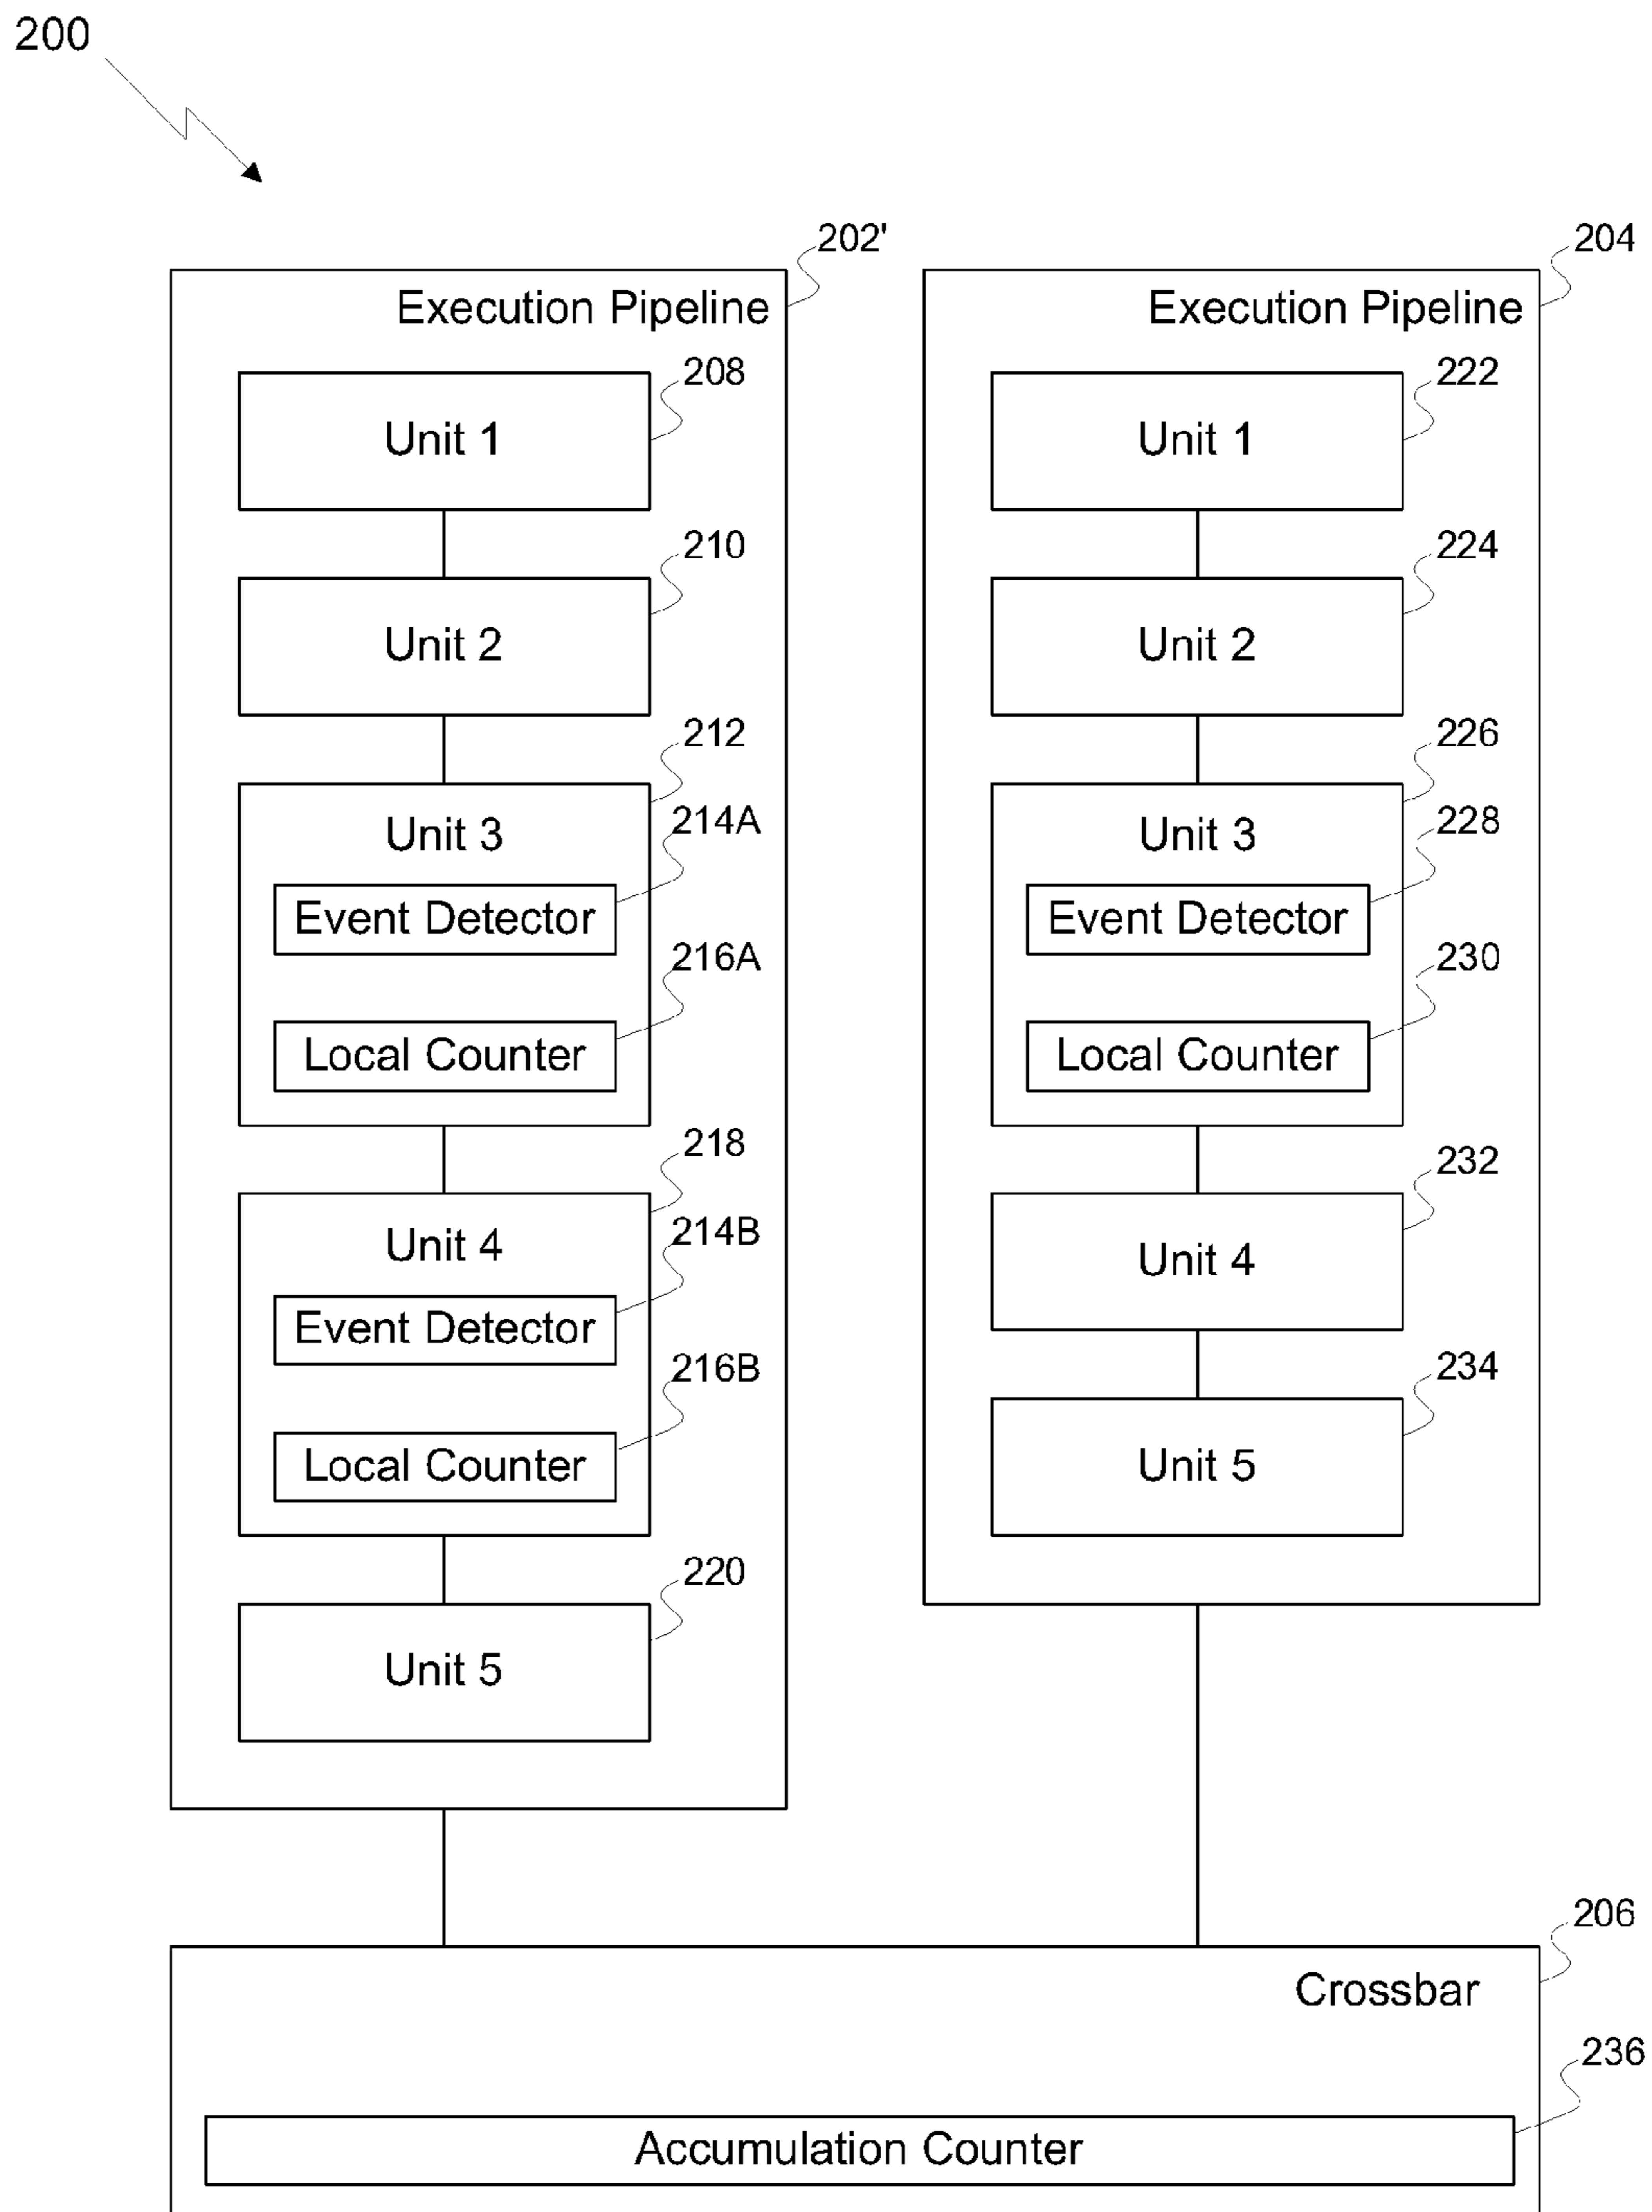 200
202'
Execution Pipeline
208
Unit 1
210
Unit 2
212
Unit 3
214A
Event Detector
216A
Local Counter
218
Unit 4
214B
Event Detector
216B
Local Counter
220
Unit 5
204
Execution Pipeline
222
Unit 1
224
Unit 2
226
Unit 3
228
Event Detector
230
Local Counter
232
Unit 4
234
Unit 5
206
Crossbar
236
Accumulation Counter